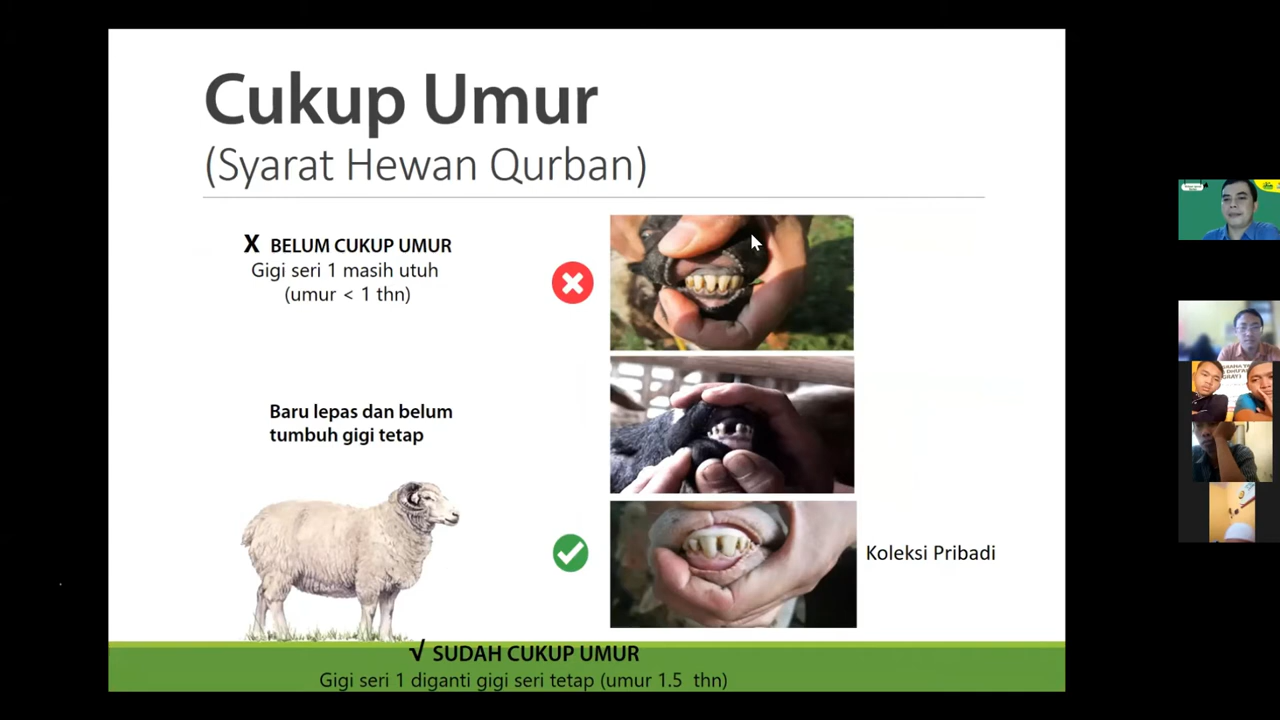 Cukup Umur
(Syarat Hewan Qurban)
X BELUM CUKUP UMUR
Gigi seri 1 masih utuh
(umur < 1 thn)
Baru lepas dan belum
tumbuh gigi tetap
Koleksi Pribadi
√ SUDAH CUKUP UMUR
Gigi seri 1 diganti gigi seri tetap (umur 1.5 thn)